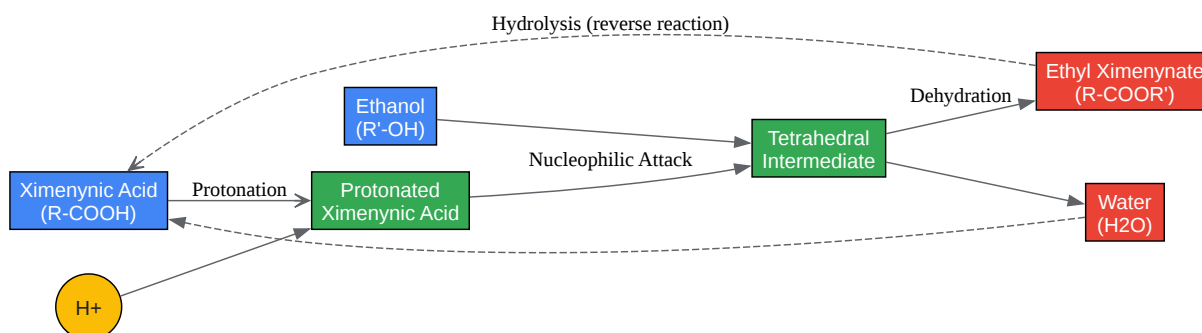 Hydrolysis (reverse reaction)
Ethyl Ximenynate
(R-COOR')
Dehydration
Ethanol
(R'-OH)
Tetrahedral
Intermediate
Nucleophilic Attack
Ximenynic Acid
(R-COOH)
Protonation
Protonated
Ximenynic Acid
Water
(H2O)
H+